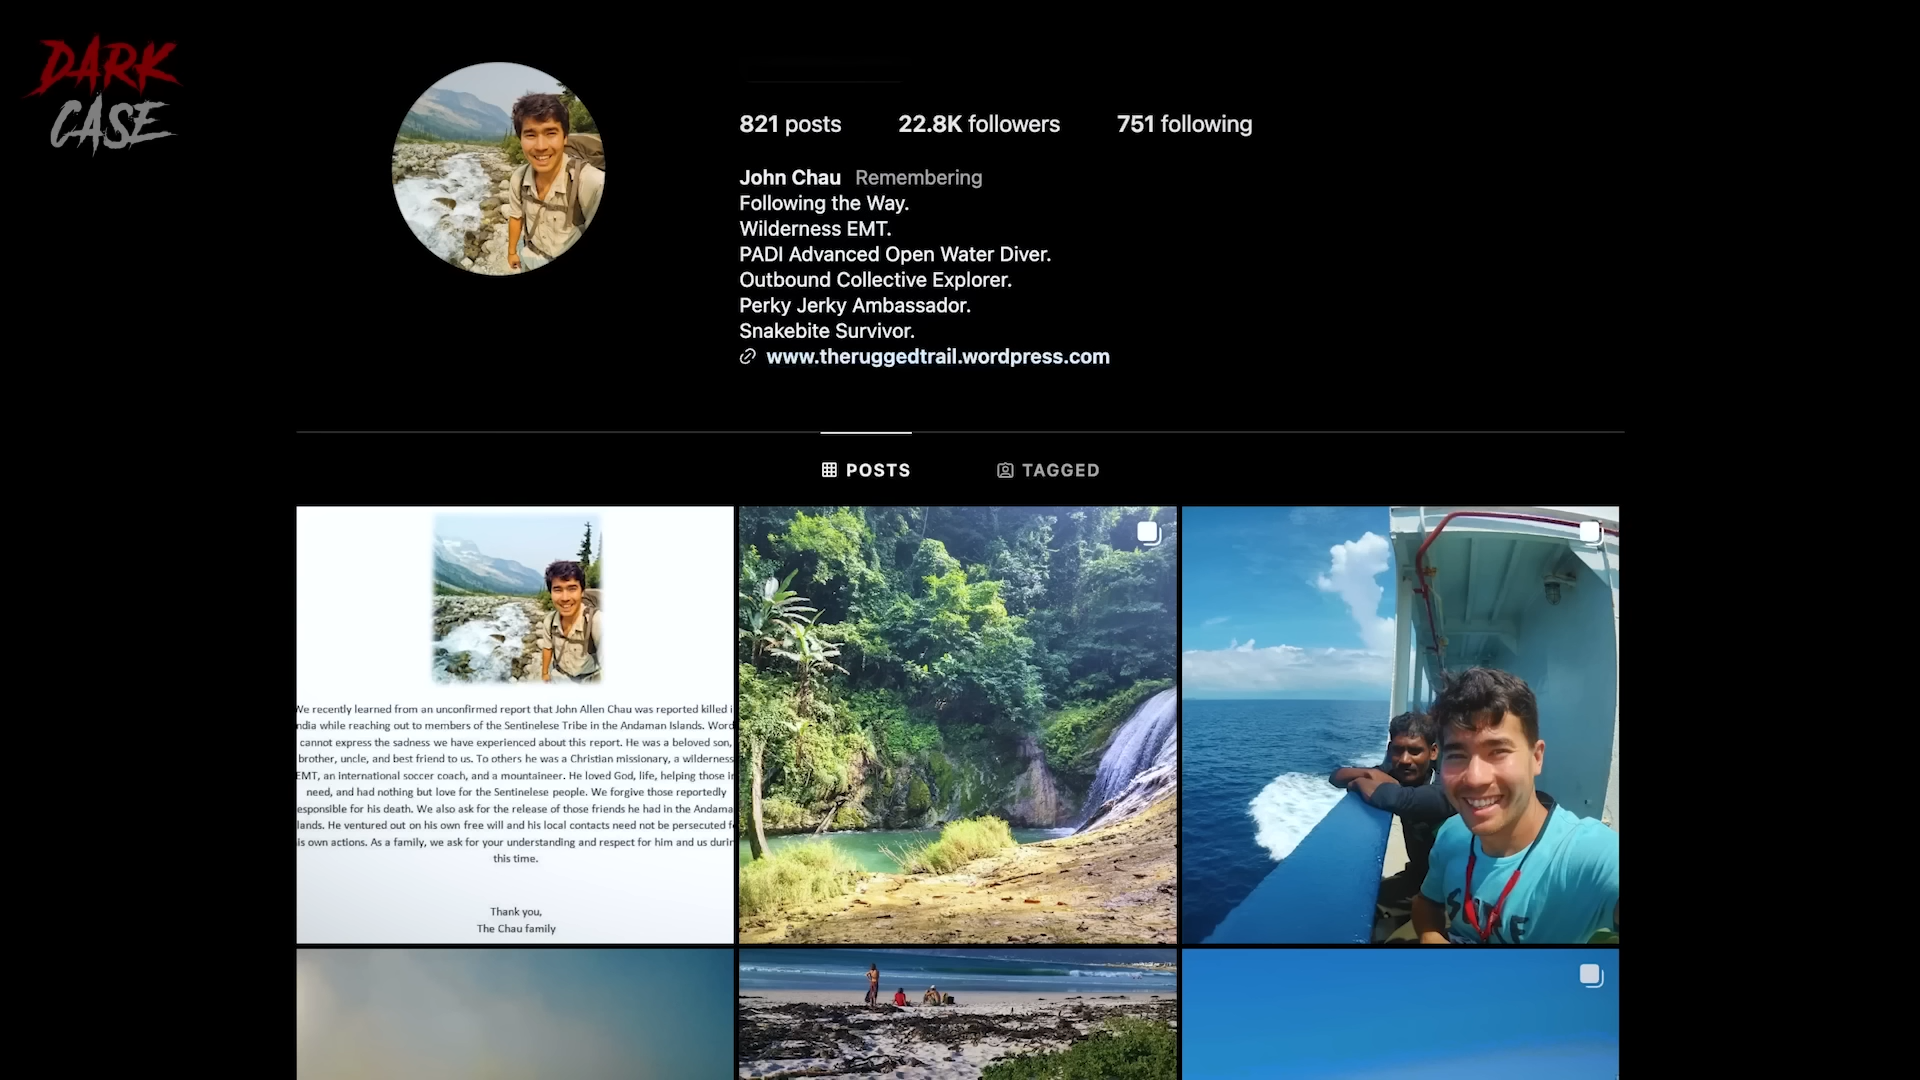 DARK
CASE
821 posts 22.8K followers 751 following
John Chau Remembering
Following the Way.
Wilderness EMT.
PADI Advanced Open Water Diver.
Outbound Collective Explorer.
Perky Jerky Ambassador.
Snakebite Survivor.
www.theruggedtrail.wordpress.com
POSTS TAGGED
We recently learned from an unconfirmed report that John Allen Chau was reported killed i
ndia while reaching out to members of the Sentinelese Tribe in the Andaman Islands. Word
cannot express the sadness we have experienced about this report. He was a beloved son,
brother, uncle, and best friend to us. To others he was a Christian missionary, a wilderness
EMT, an international soccer coach, and a mountaineer. He loved God, life, helping those in
need, and had nothing but love for the Sentinelese people. We forgive those reportedly
esponsible for his death. We also ask for the release of those friends he had in the Andama
lands. He ventured out on his own free will and his local contacts need not be persecuted f
is own actions. As a family, we ask for your understanding and respect for him and us durin
this time.
Thank you,
The Chau family